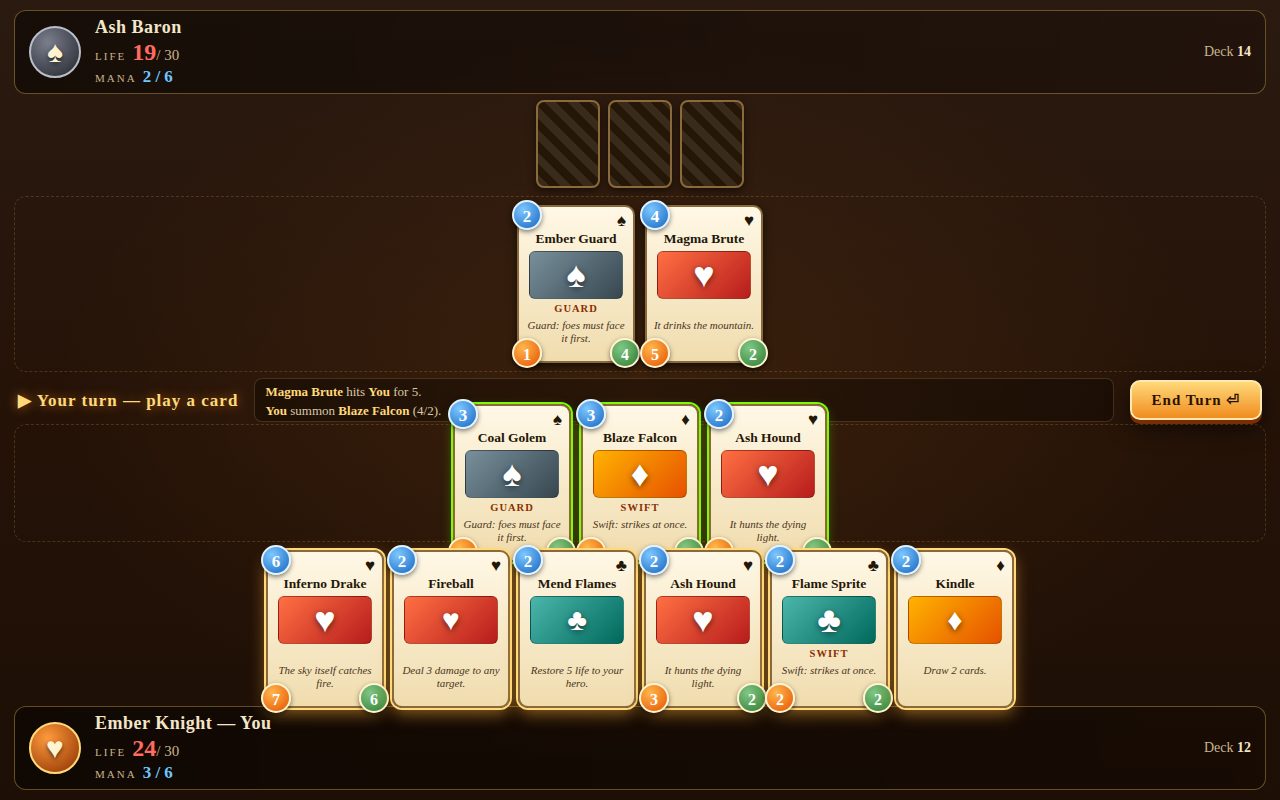 ♠
Ash Baron
LIFE 19/ 30
MANA 2 / 6
Deck 14
2 ♠
Ember Guard
♠
GUARD
Guard: foes must face
it first.
1 4
4 ♥
Magma Brute
♥
It drinks the mountain.
5 2
▶ Your turn — play a card
Magma Brute hits You for 5.
You summon Blaze Falcon (4/2).
End Turn ⏎
3 ♠
Coal Golem
♠
GUARD
Guard: foes must face
it first.
3 ♦
Blaze Falcon
♦
SWIFT
Swift: strikes at once.
2 ♥
Ash Hound
♥
It hunts the dying
light.
6 ♥
Inferno Drake
♥
The sky itself catches
fire.
7 6
2 ♥
Fireball
♥
Deal 3 damage to any
target.
2 ♣
Mend Flames
♣
Restore 5 life to your
hero.
2 ♥
Ash Hound
♥
It hunts the dying
light.
3 2
2 ♣
Flame Sprite
♣
SWIFT
Swift: strikes at once.
2 2
2 ♦
Kindle
♦
Draw 2 cards.
♥
Ember Knight — You
LIFE 24/ 30
MANA 3 / 6
Deck 12